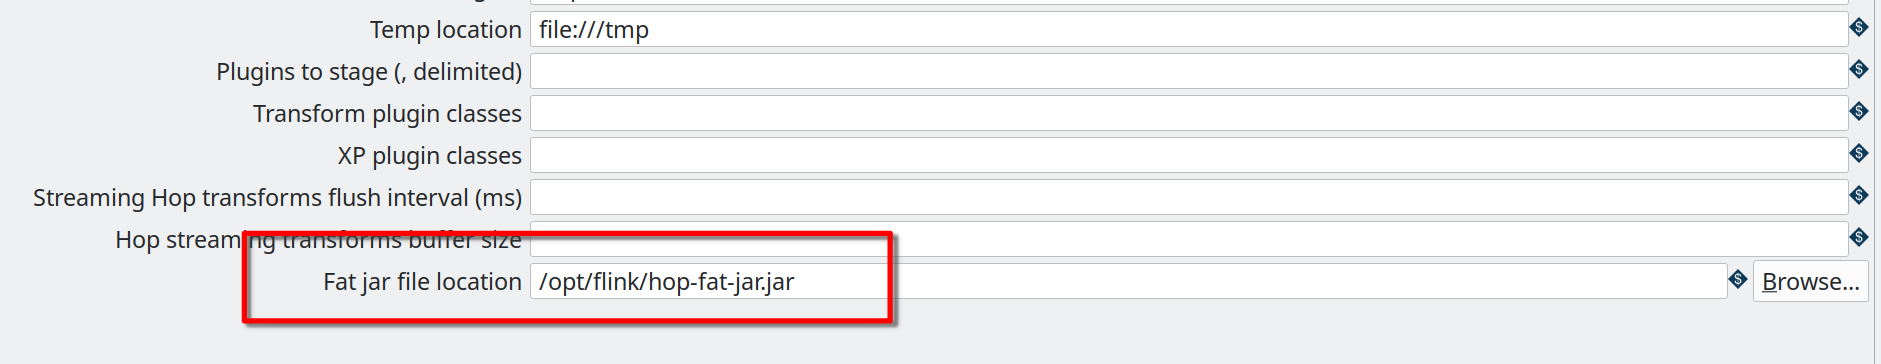 Temp location file:///tmp
Plugins to stage (, delimited)
Transform plugin classes
XP plugin classes
Streaming Hop transforms flush interval (ms)
Hop streaming transforms buffer size
Fat jar file location /opt/flink/hop-fat-jar.jar Browse...